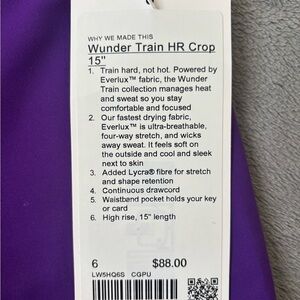 WHY WE MADE THIS
Wunder Train HR Crop
15"
1. Train hard, not hot. Powered by
Everlux™ fabric, the Wunder
Train collection manages heat
and sweat so you stay
comfortable and focused
2. Our fastest drying fabric,
Everlux™ is ultra-breathable,
four-way stretch, and wicks
away sweat. It feels soft on
the outside and cool and sleek
next to skin
3. Added Lycra® fibre for stretch
and shape retention
4. Continuous drawcord
5. Waistband pocket holds your
key or card
6. High rise, 15" length
6 $88.00
LW5HQ6S CGPU